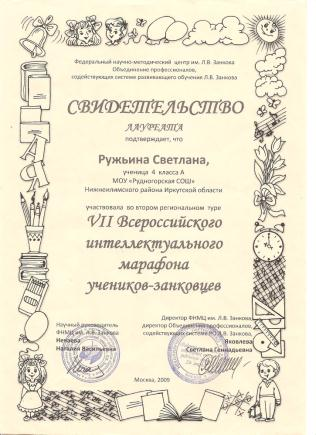 Федеральный научно-методический центр им. Л.В. Занкова
Объединение профессионалов,
содействующих системе развивающего обучения Л.В. Занкова
СВИДЕТЕЛЬСТВО
ЛАУРЕАТА
подтверждает, что
Ружьина Светлана,
ученица 4 класса А
МОУ «Рудногорская СОШ»
Нижнеилимского района Иркутской области
участвовала во втором региональном туре
VII Всероссийского
интеллектуального
марафона
учеников-занковцев
Директор ФНМЦ им. Л.В. Занкова,
Научный руководитель директор Объединения профессионалов,
ФНМЦ им. Л.В. Занкова содействующих системе РО Л.В. Занкова,
Нечаева Яковлева
Наталия Васильевна Светлана Геннадьевна
Москва, 2009